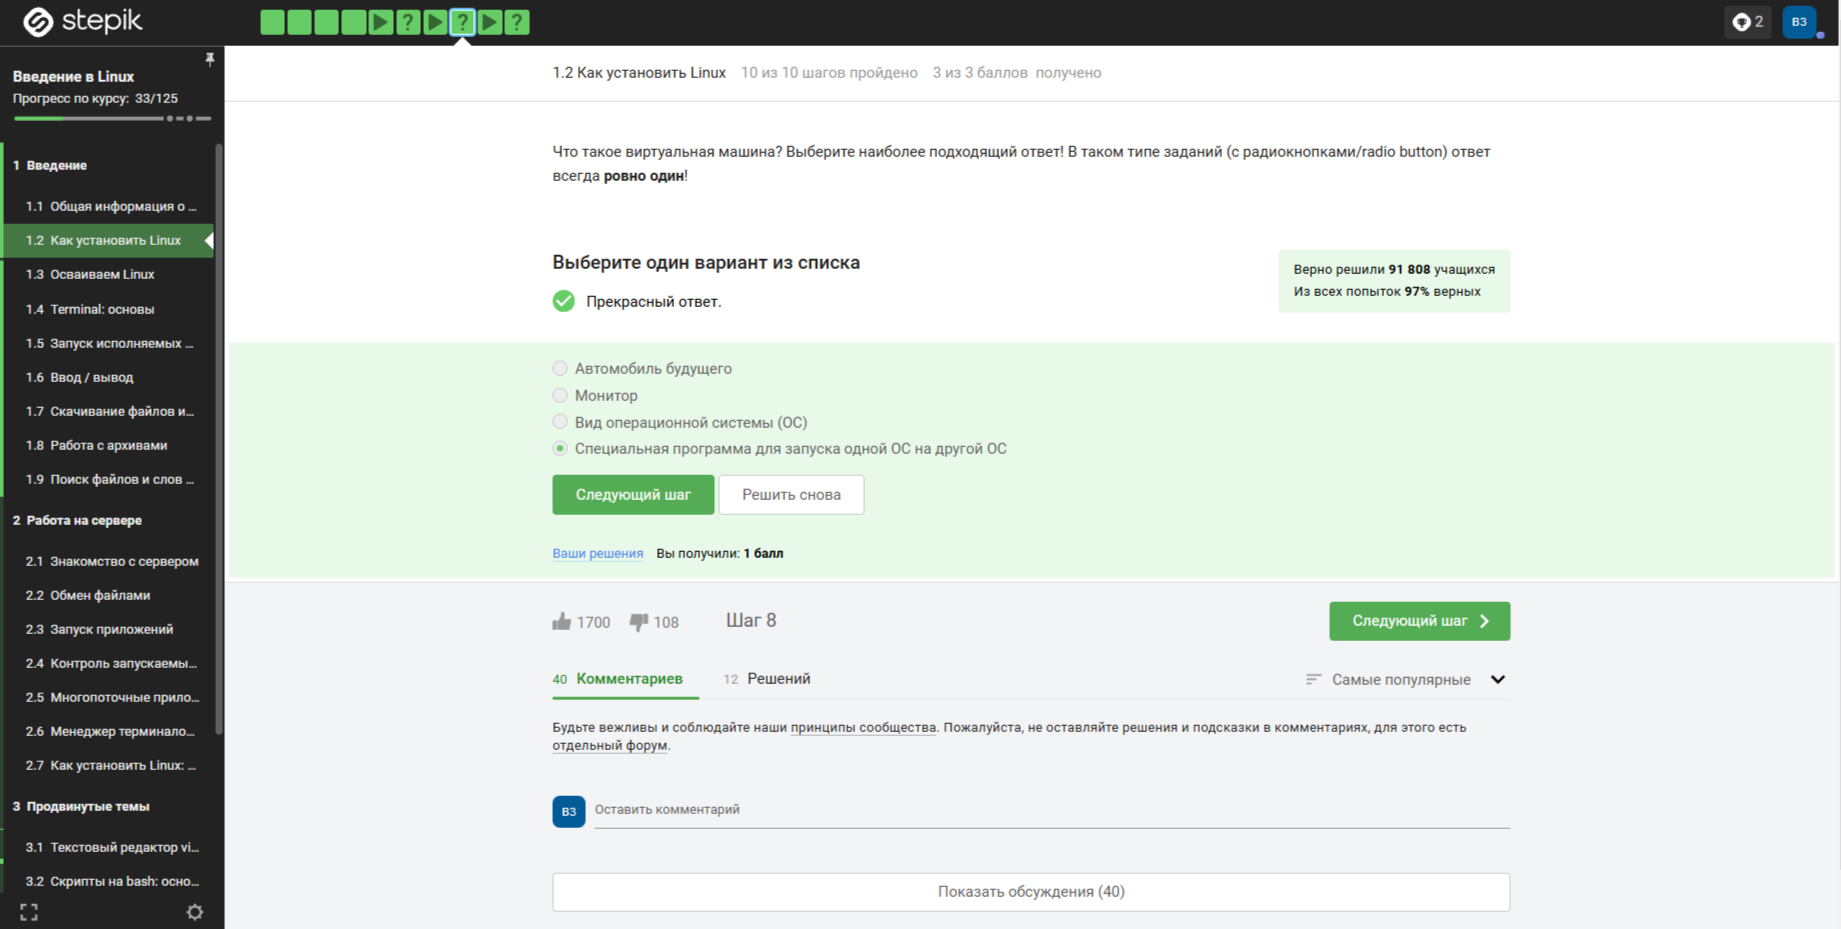 stepik
?
?
?
2
ВЗ
Введение в Linux
Прогресс по курсу: 33/125
1 Введение
1.1 Общая информация о ...
1.2 Как установить Linux
1.3 Осваиваем Linux
1.4 Terminal: основы
1.5 Запуск исполняемых ...
1.6 Ввод / вывод
1.7 Скачивание файлов и...
1.8 Работа с архивами
1.9 Поиск файлов и слов ...
2 Работа на сервере
2.1 Знакомство с сервером
2.2 Обмен файлами
2.3 Запуск приложений
2.4 Контроль запускаемы...
2.5 Многопоточные прило...
2.6 Менеджер терминало...
2.7 Как установить Linux: ...
3 Продвинутые темы
3.1 Текстовый редактор vi...
3.2 Скрипты на bash: осно...
1.2 Как установить Linux 10 из 10 шагов пройдено 3 из 3 баллов получено
Что такое виртуальная машина? Выберите наиболее подходящий ответ! В таком типе заданий (с радиокнопками/radio button) ответ
всегда ровно один!
Выберите один вариант из списка
Прекрасный ответ.
Верно решили 91 808 учащихся
Из всех попыток 97% верных
Автомобиль будущего
Монитор
Вид операционной системы (ОС)
Специальная программа для запуска одной ОС на другой ОС
Следующий шаг Решить снова
Ваши решения Вы получили: 1 балл
1700 108 Шаг 8 Следующий шаг
40 Комментариев 12 Решений Самые популярные
Будьте вежливы и соблюдайте наши принципы сообщества. Пожалуйста, не оставляйте решения и подсказки в комментариях, для этого есть
отдельный форум.
ВЗ Оставить комментарий
Показать обсуждения (40)